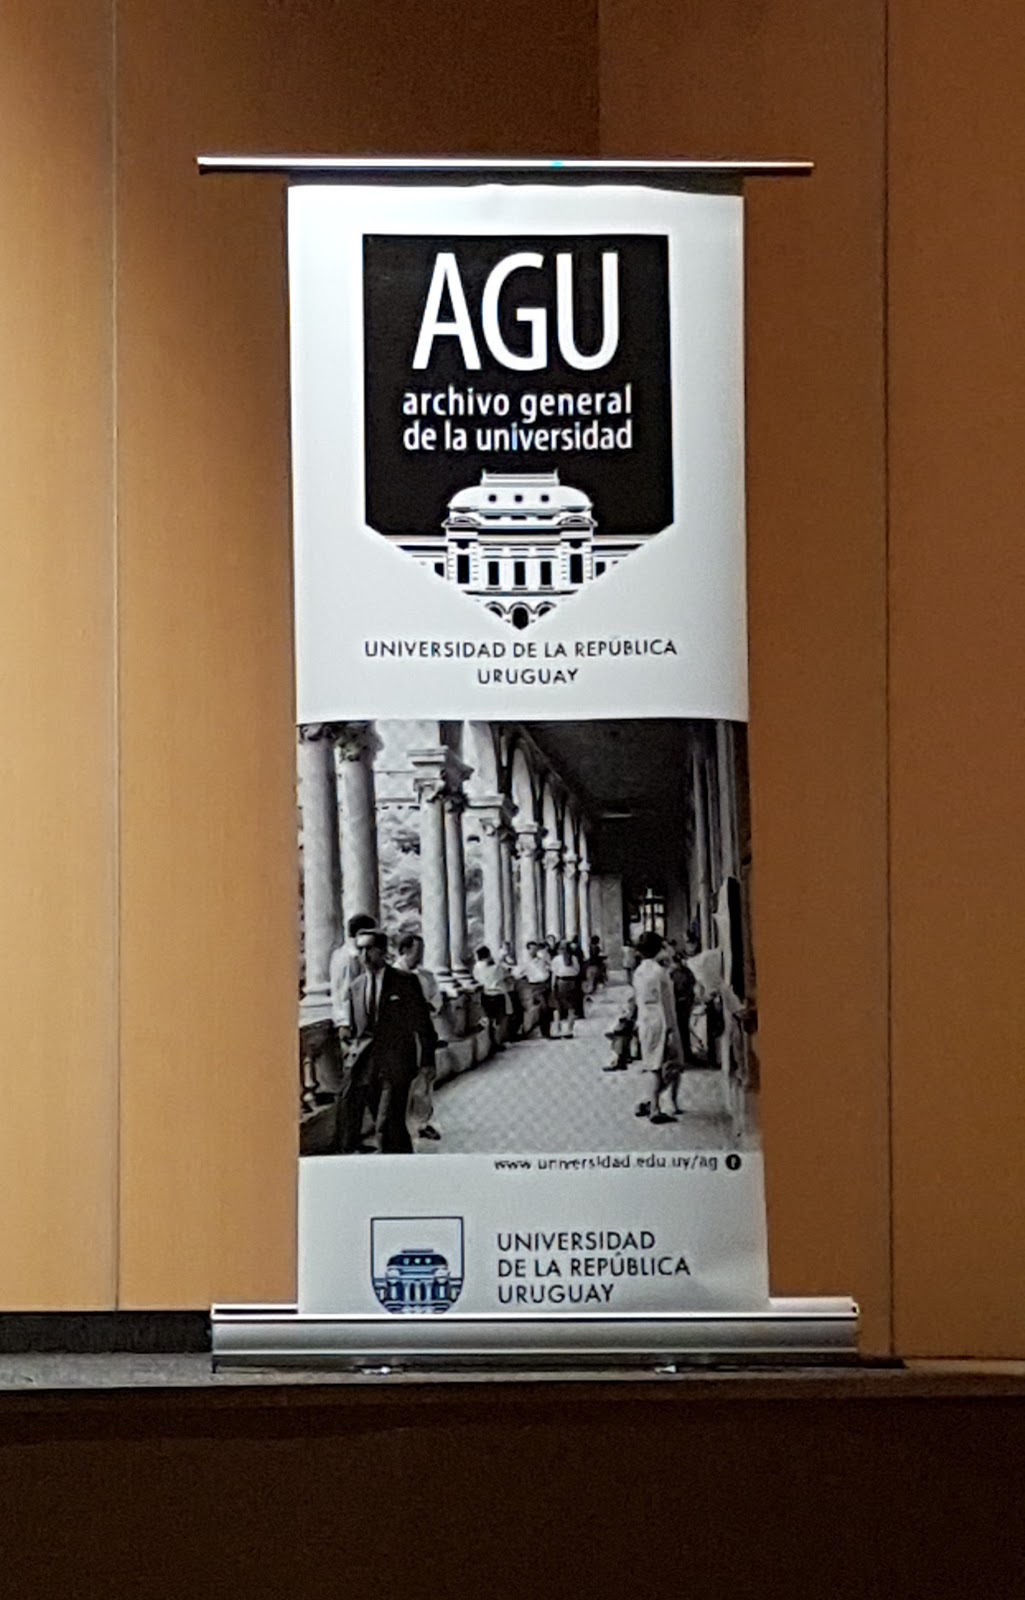 AGU
archivo general
de la universidad
UNIVERSIDAD DE LA REPÚBLICA
URUGUAY
www.universidad.edu.uy/ag
UNIVERSIDAD
DE LA REPÚBLICA
URUGUAY